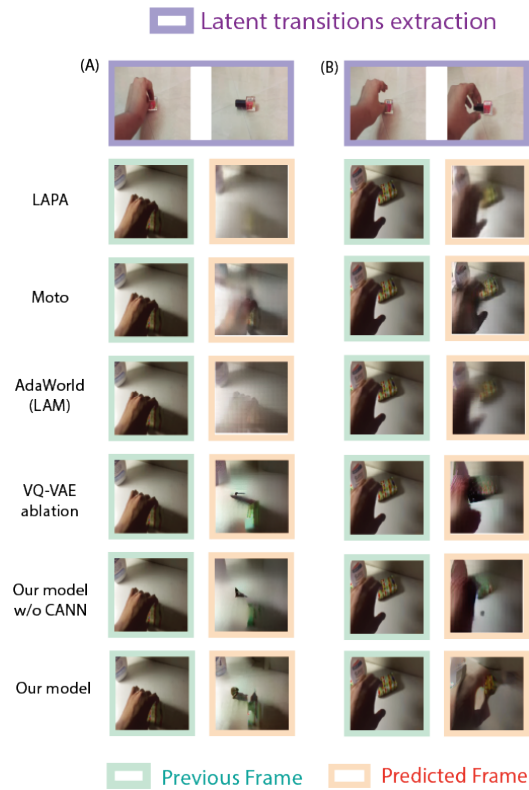 Latent transitions extraction
(A)
(B)
LAPA
Moto
AdaWorld
(LAM)
VQ-VAE
ablation
Our model
w/o CANN
Our model
Previous Frame
Predicted Frame